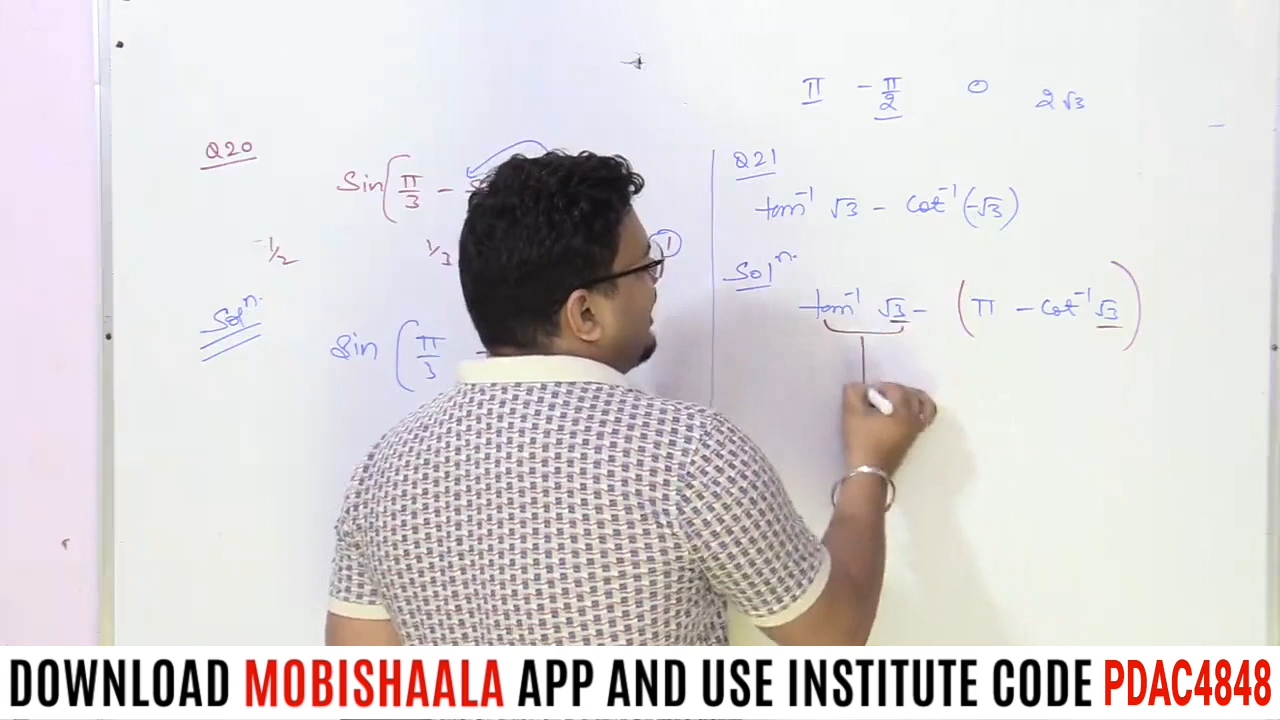 π -π/2 0 2√3
Q20
Sin(π/3 -
-1/2 1/3 1
Solⁿ.
Sin (π/3
Q21
tan⁻¹ √3 - Cot⁻¹(-√3)
Solⁿ.
tan⁻¹ √3 - (π - Cot⁻¹ √3)
DOWNLOAD MOBISHAALA APP AND USE INSTITUTE CODE PDAC4848